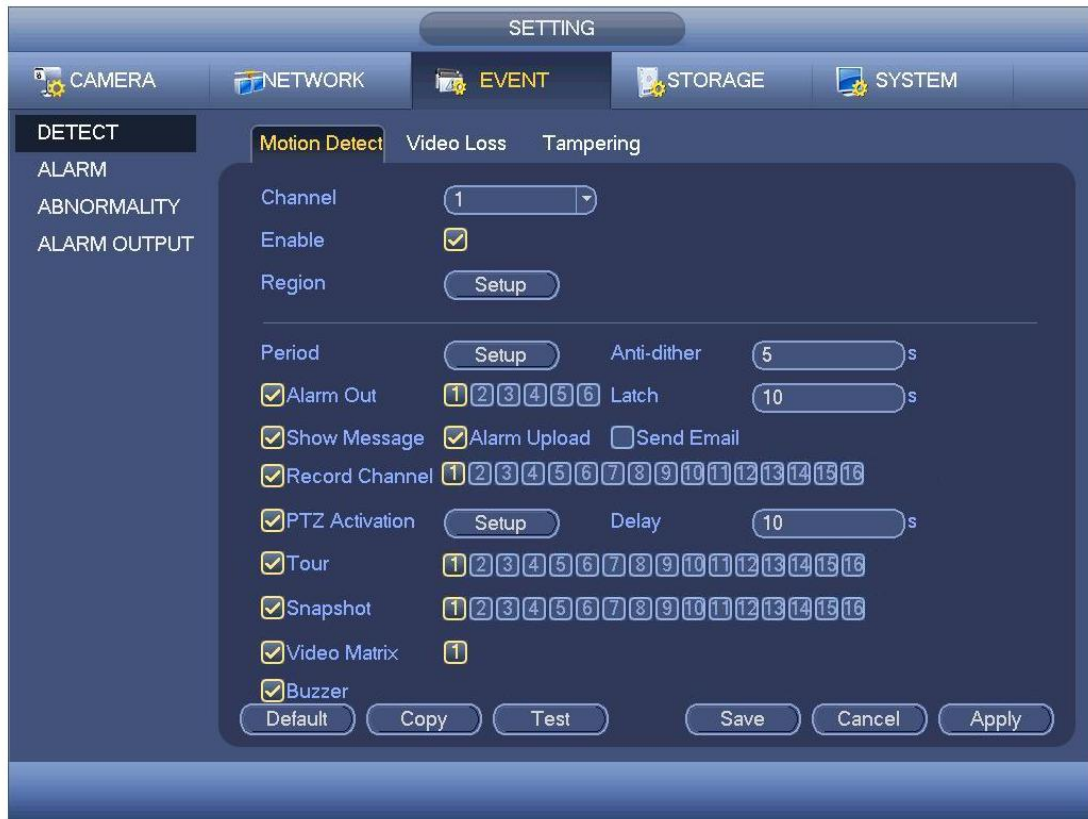 SETTING
CAMERA NETWORK EVENT STORAGE SYSTEM
DETECT
ALARM
ABNORMALITY
ALARM OUTPUT
Motion Detect Video Loss Tampering
Channel 1
Enable
Region Setup
Period Setup Anti-dither 5 s
Alarm Out 1 2 3 4 5 6 Latch 10 s
Show Message Alarm Upload Send Email
Record Channel 1 2 3 4 5 6 7 8 9 10 11 12 13 14 15 16
PTZ Activation Setup Delay 10 s
Tour 1 2 3 4 5 6 7 8 9 10 11 12 13 14 15 16
Snapshot 1 2 3 4 5 6 7 8 9 10 11 12 13 14 15 16
Video Matrix 1
Buzzer
Default Copy Test Save Cancel Apply